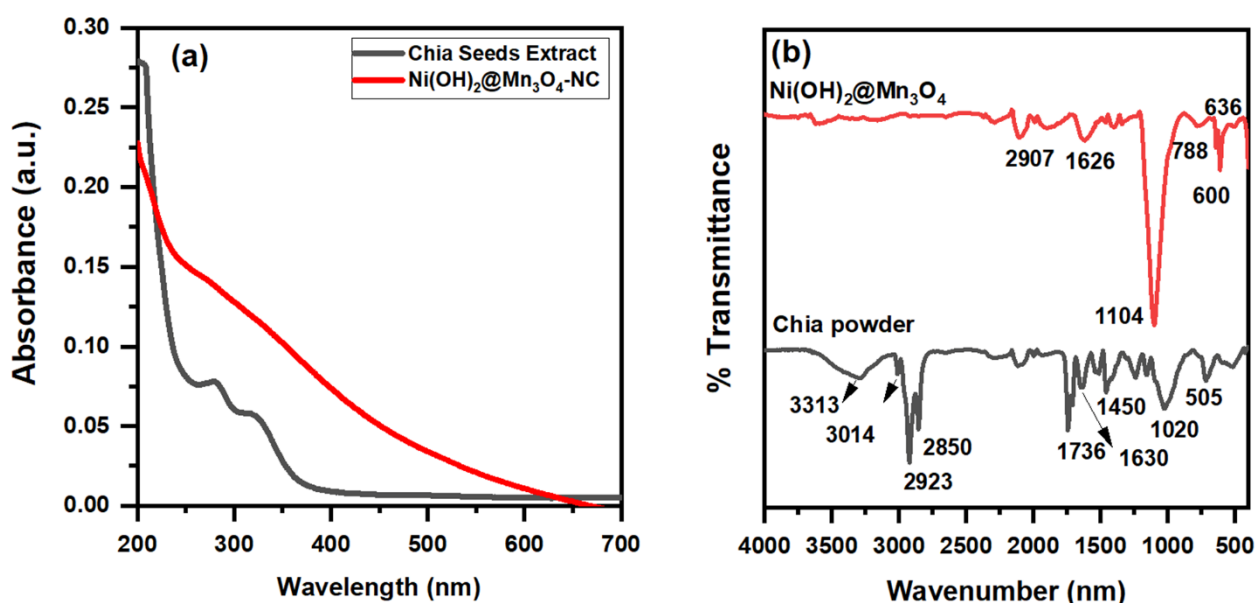 (a)
Chia Seeds Extract
Ni(OH)₂@Mn₃O₄-NC
0.30
0.25
0.20
0.15
0.10
0.05
0.00
Absorbance (a.u.)
200 300 400 500 600 700
Wavelength (nm)
(b)
Ni(OH)₂@Mn₃O₄
636
2907 1626 788
600
1104
Chia powder
3313
3014
2850
2923
1736
1630
1450
1020
505
% Transmittance
4000 3500 3000 2500 2000 1500 1000 500
Wavenumber (nm)